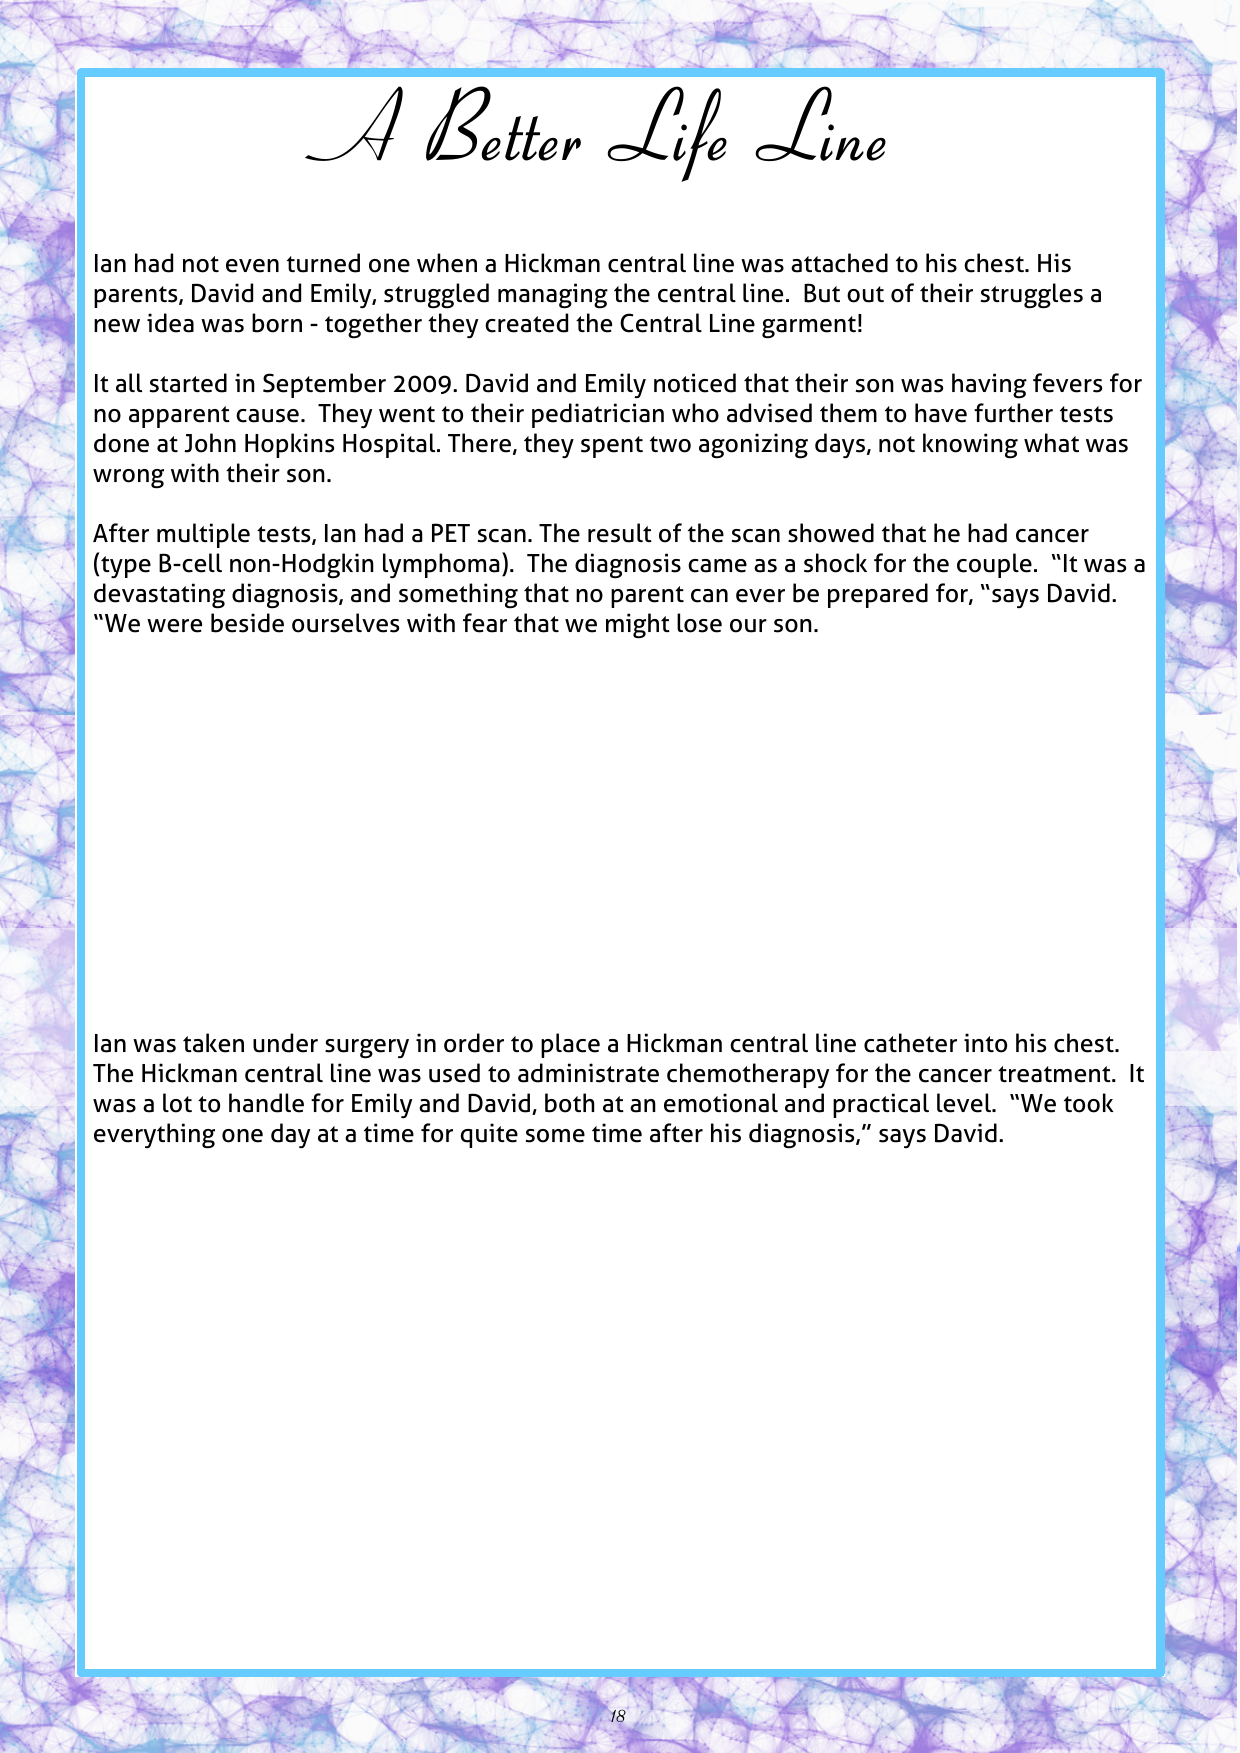 A Better Life Line
Ian had not even turned one when a Hickman central line was attached to his chest. His
parents, David and Emily, struggled managing the central line.  But out of their struggles a
new idea was born - together they created the Central Line garment!
It all started in September 2009. David and Emily noticed that their son was having fevers for
no apparent cause.  They went to their pediatrician who advised them to have further tests
done at John Hopkins Hospital. There, they spent two agonizing days, not knowing what was
wrong with their son.
After multiple tests, Ian had a PET scan. The result of the scan showed that he had cancer
(type B-cell non-Hodgkin lymphoma).  The diagnosis came as a shock for the couple.  “It was a
devastating diagnosis, and something that no parent can ever be prepared for, “says David.
“We were beside ourselves with fear that we might lose our son.
Ian was taken under surgery in order to place a Hickman central line catheter into his chest.
The Hickman central line was used to administrate chemotherapy for the cancer treatment.  It
was a lot to handle for Emily and David, both at an emotional and practical level.  “We took
everything one day at a time for quite some time after his diagnosis,” says David.
18